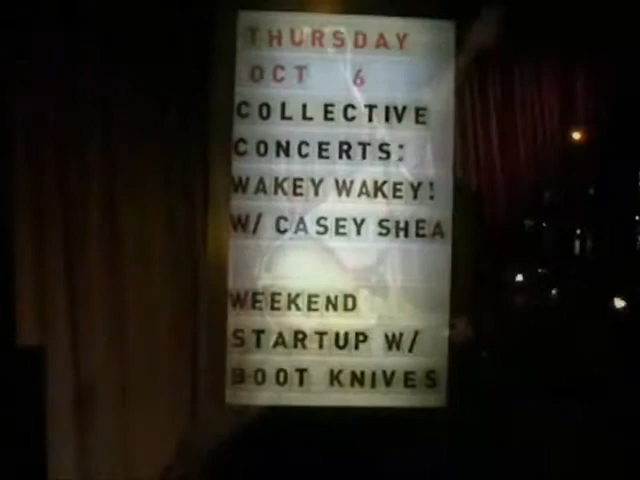 THURSDAY
OCT 6
COLLECTIVE
CONCERTS:
WAKEY WAKEY!
W/ CASEY SHEA
WEEKEND
STARTUP W/
BOOT KNIVES